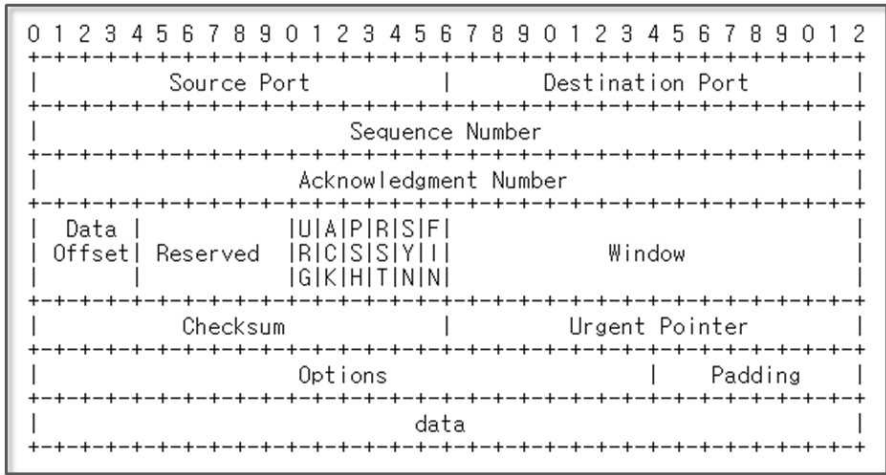 0 1 2 3 4 5 6 7 8 9 0 1 2 3 4 5 6 7 8 9 0 1 2 3 4 5 6 7 8 9 0 1 2
+-+-+-+-+-+-+-+-+-+-+-+-+-+-+-+-+-+-+-+-+-+-+-+-+-+-+-+-+-+-+-+-+
| Source Port | Destination Port |
+-+-+-+-+-+-+-+-+-+-+-+-+-+-+-+-+-+-+-+-+-+-+-+-+-+-+-+-+-+-+-+-+
| Sequence Number |
+-+-+-+-+-+-+-+-+-+-+-+-+-+-+-+-+-+-+-+-+-+-+-+-+-+-+-+-+-+-+-+-+
| Acknowledgment Number |
+-+-+-+-+-+-+-+-+-+-+-+-+-+-+-+-+-+-+-+-+-+-+-+-+-+-+-+-+-+-+-+-+
| Data | |U|A|P|R|S|F| |
| Offset| Reserved |R|C|S|S|Y|I| Window |
| | |G|K|H|T|N|N| |
+-+-+-+-+-+-+-+-+-+-+-+-+-+-+-+-+-+-+-+-+-+-+-+-+-+-+-+-+-+-+-+-+
| Checksum | Urgent Pointer |
+-+-+-+-+-+-+-+-+-+-+-+-+-+-+-+-+-+-+-+-+-+-+-+-+-+-+-+-+-+-+-+-+
| Options | Padding |
+-+-+-+-+-+-+-+-+-+-+-+-+-+-+-+-+-+-+-+-+-+-+-+-+-+-+-+-+-+-+-+-+
| data |
+-+-+-+-+-+-+-+-+-+-+-+-+-+-+-+-+-+-+-+-+-+-+-+-+-+-+-+-+-+-+-+-+